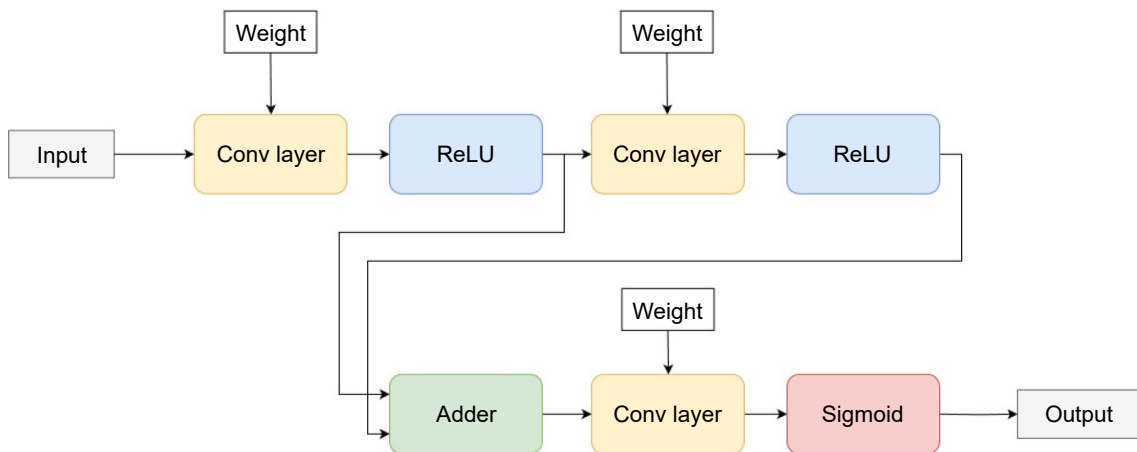 Weight
Weight
Input
Conv layer
ReLU
Conv layer
ReLU
Weight
Adder
Conv layer
Sigmoid
Output